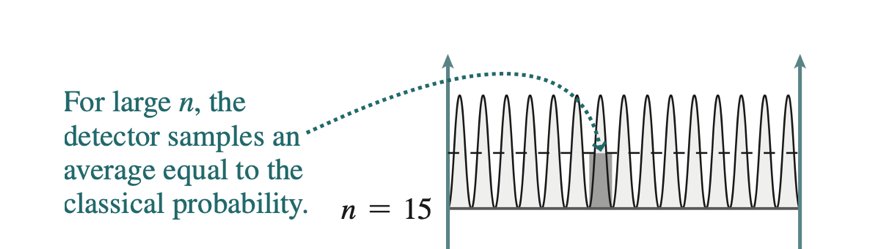 For large n, the
detector samples an
average equal to the
classical probability.
n = 15